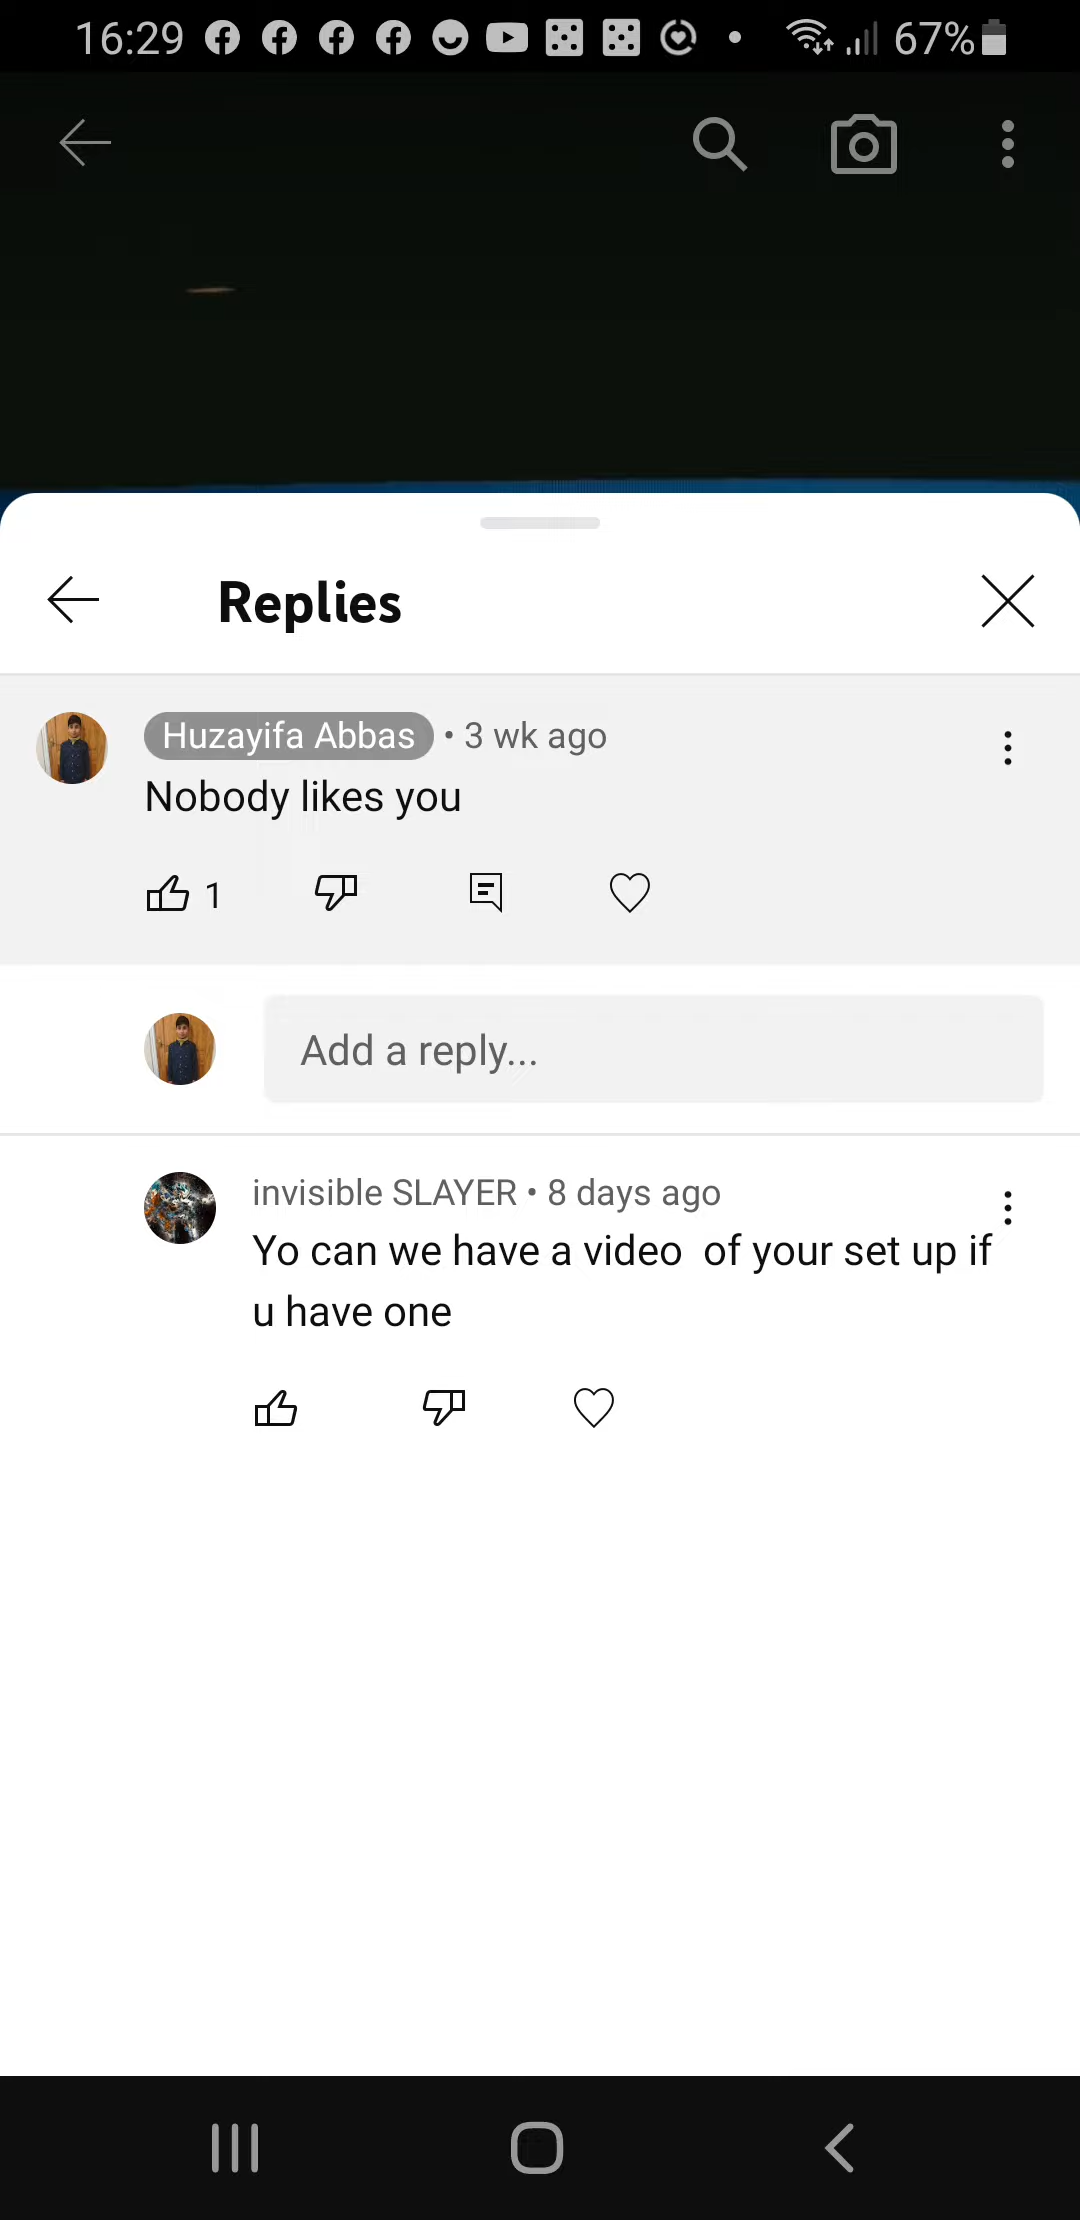 16:29 67%
Replies
Huzayifa Abbas • 3 wk ago
Nobody likes you
1
Add a reply...
invisible SLAYER • 8 days ago
Yo can we have a video  of your set up if
u have one